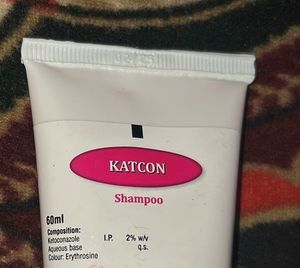 KATCON
Shampoo
60ml
Composition:
Ketoconazole I.P. 2% w/v
Aqueous base q.s.
Colour: Erythrosine